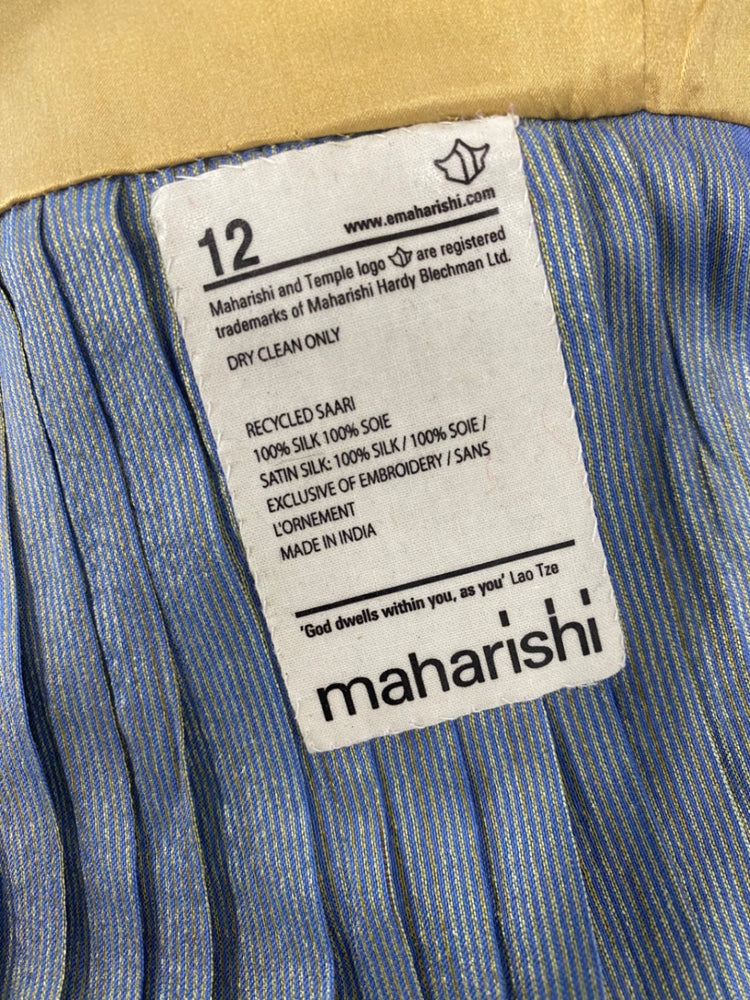 www.emaharishi.com
12
Maharishi and Temple logo are registered
trademarks of Maharishi Hardy Blechman Ltd.
DRY CLEAN ONLY
RECYCLED SAARI
100% SILK 100% SOIE
SATIN SILK: 100% SILK / 100% SOIE /
EXCLUSIVE OF EMBROIDERY / SANS
L'ORNEMENT
MADE IN INDIA
'God dwells within you, as you' Lao Tze
maharishi